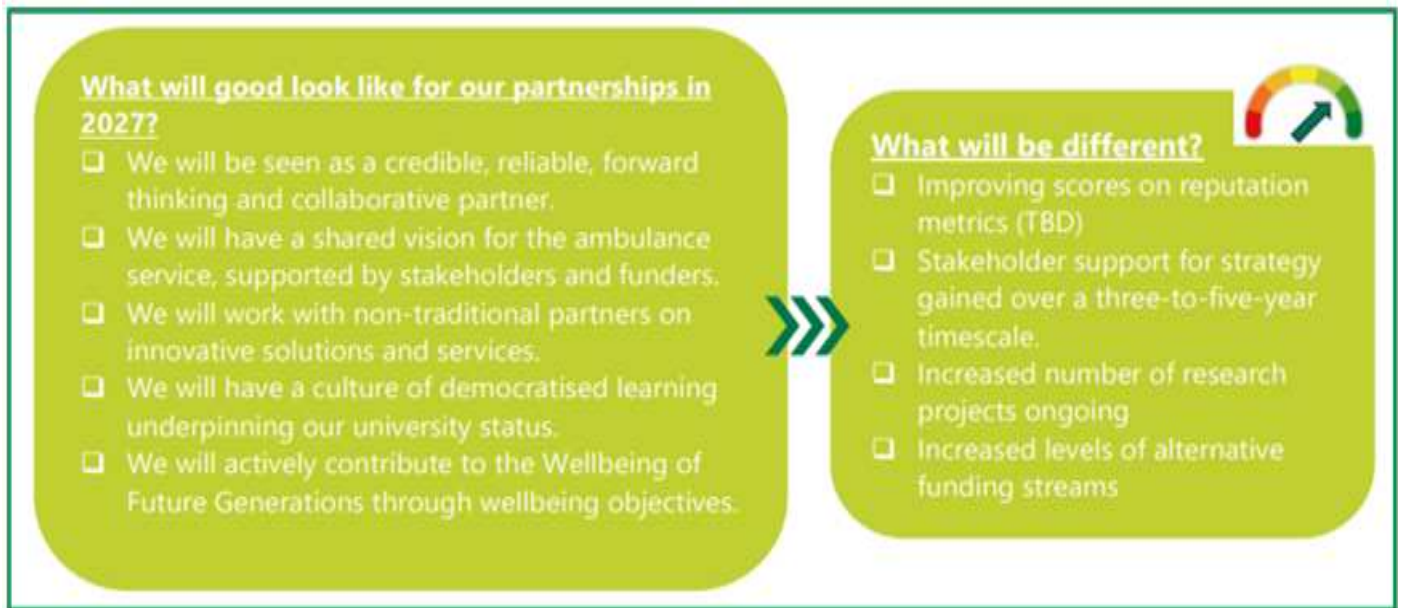 What will good look like for our partnerships in
2027?
❑ We will be seen as a credible, reliable, forward
thinking and collaborative partner.
❑ We will have a shared vision for the ambulance
service, supported by stakeholders and funders.
❑ We will work with non-traditional partners on
innovative solutions and services.
❑ We will have a culture of democratised learning
underpinning our university status.
❑ We will actively contribute to the Wellbeing of
Future Generations through wellbeing objectives.
What will be different?
❑ Improving scores on reputation
metrics (TBD)
❑ Stakeholder support for strategy
gained over a three-to-five-year
timescale.
❑ Increased number of research
projects ongoing
❑ Increased levels of alternative
funding streams